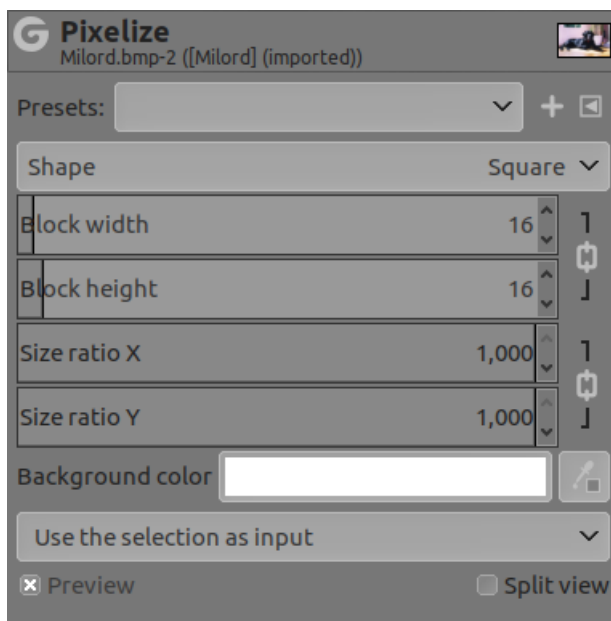 Pixelize
Milord.bmp-2 ([Milord] (imported))
Presets:
Shape Square
Block width 16
Block height 16
Size ratio X 1,000
Size ratio Y 1,000
Background color
Use the selection as input
Preview Split view